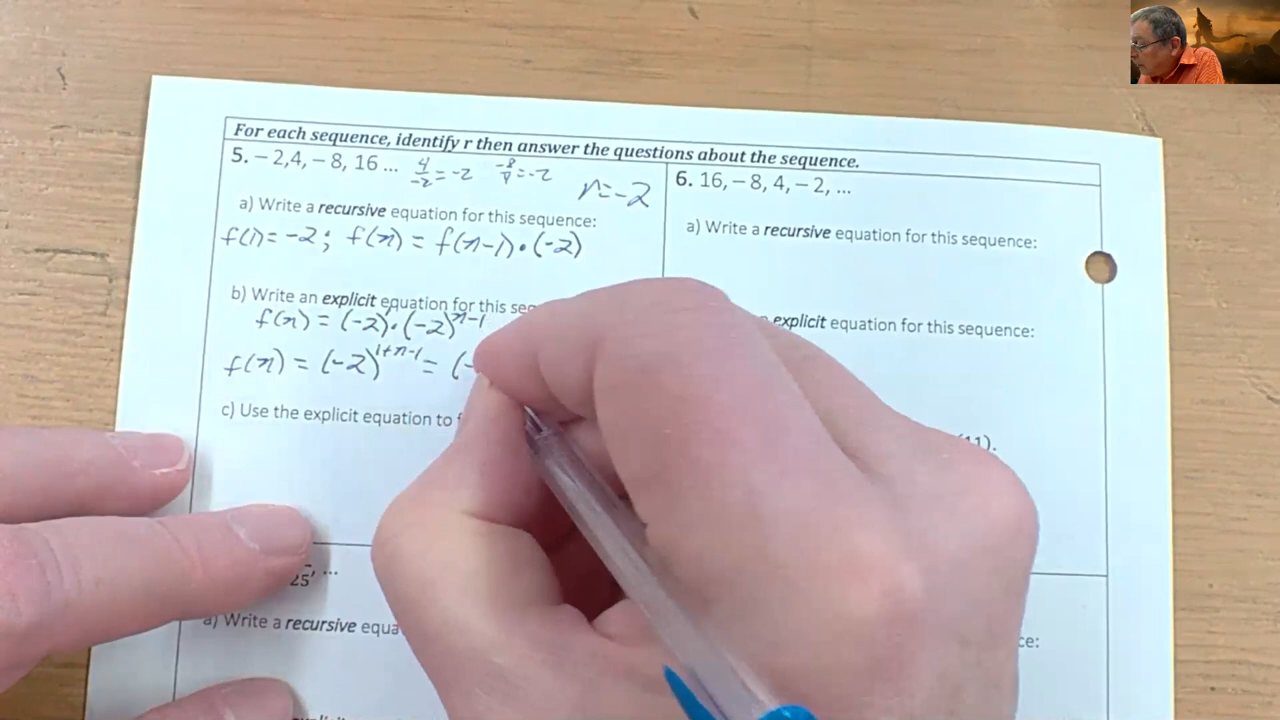 For each sequence, identify r then answer the questions about the sequence.
5. −2,4, −8, 16 ... 4/-2 = -2 -8/4 = -2
r=-2
a) Write a recursive equation for this sequence:
f(1)= -2; f(n) = f(n-1)·(-2)
b) Write an explicit equation for this
f(n) = (-2)¹·(-2)^n-1
f(n) = (-2)^1+n-1 = (-
c) Use the explicit equation to
25, ...
a) Write a recursive
6. 16, −8, 4, −2, ...
a) Write a recursive equation for this sequence:
explicit equation for this sequence:
(11).